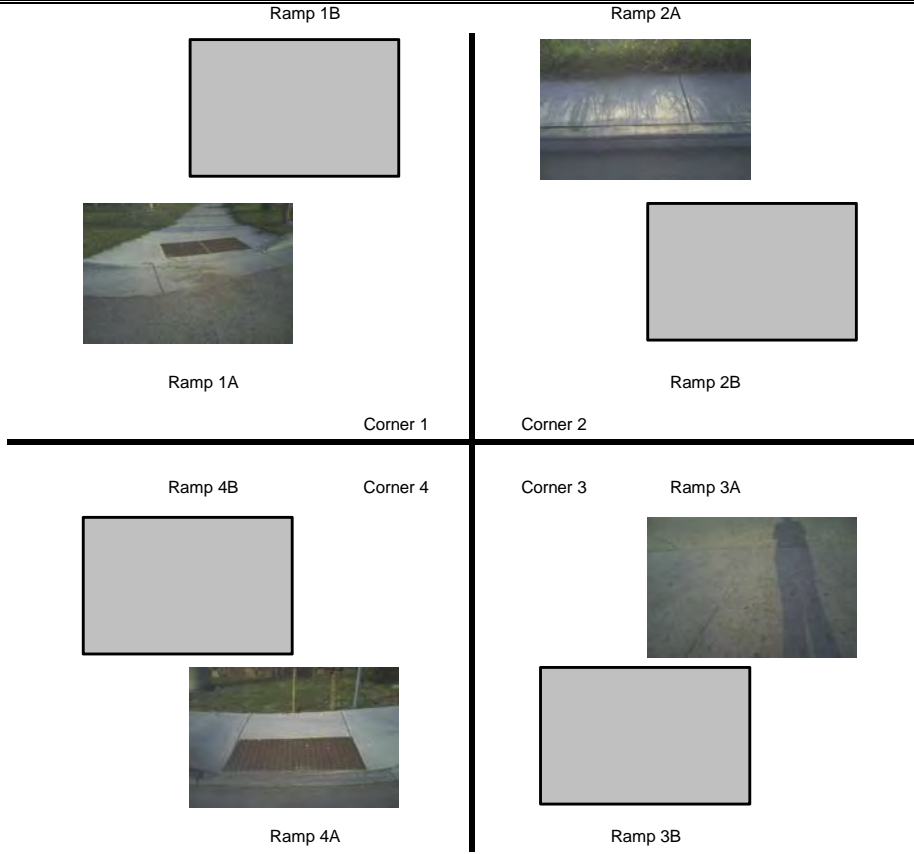 Ramp 1B Ramp 2A
Ramp 1A Ramp 2B
Corner 1 Corner 2
Ramp 4B Corner 4 Corner 3 Ramp 3A
Ramp 4A Ramp 3B